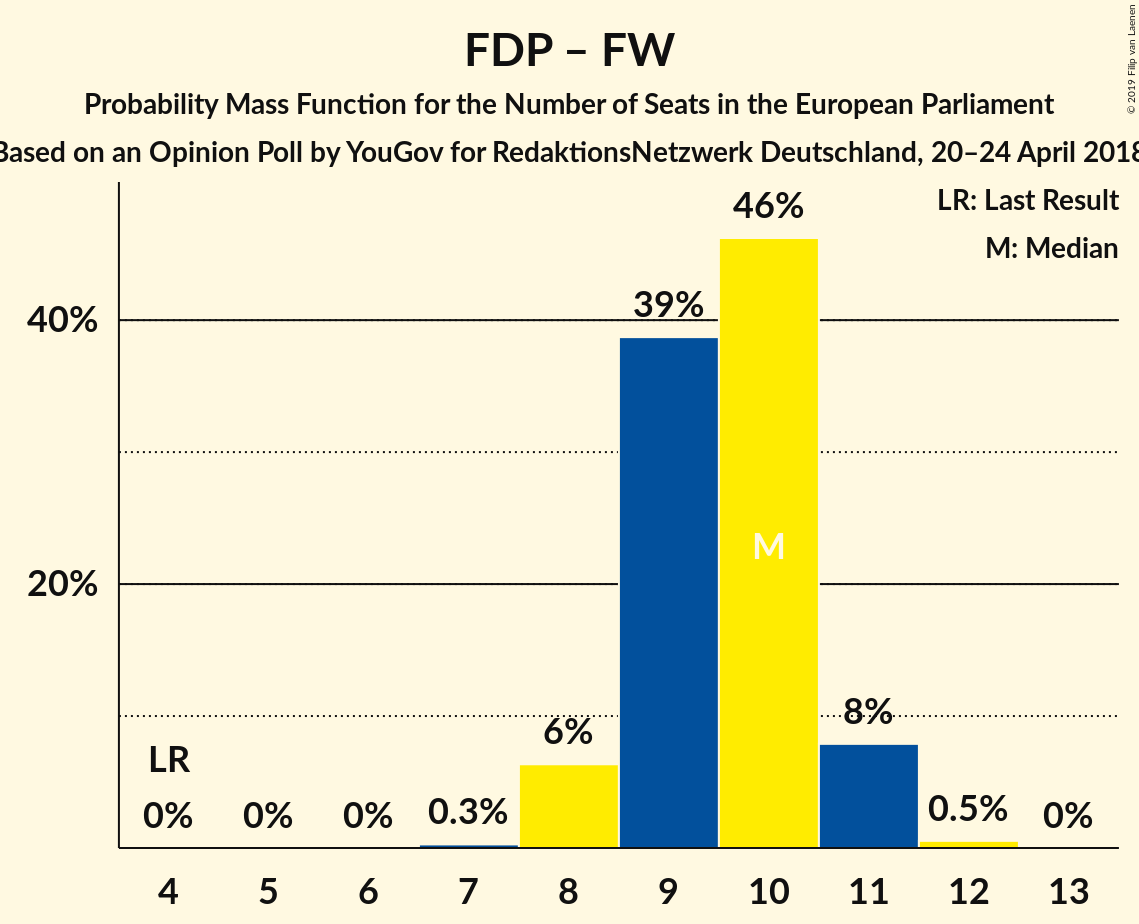 FDP – FW
Probability Mass Function for the Number of Seats in the European Parliament
Based on an Opinion Poll by YouGov for RedaktionsNetzwerk Deutschland, 20–24 April 2018
© 2019 Filip van Laenen
LR: Last Result
M: Median
46%
39%
40%
M
20%
8%
6%
LR
0% 0% 0% 0.3% 0.5% 0%
4 5 6 7 8 9 10 11 12 13